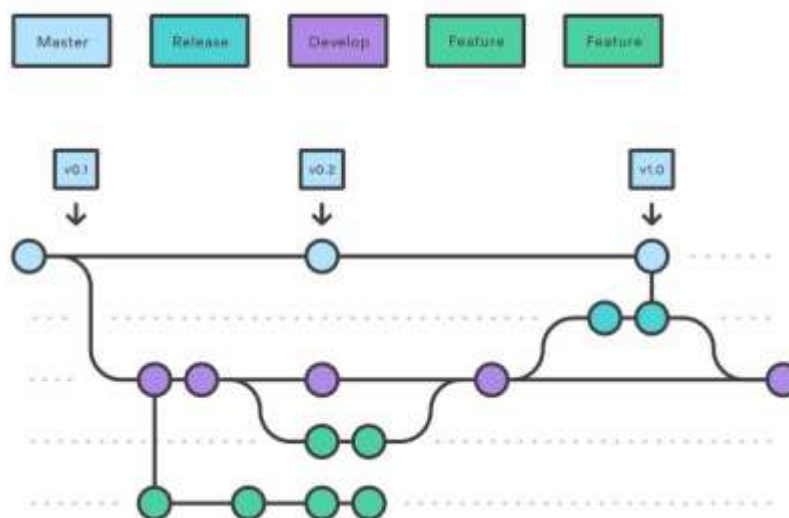 Master
Release
Develop
Feature
Feature
v0.1
v0.2
v1.0